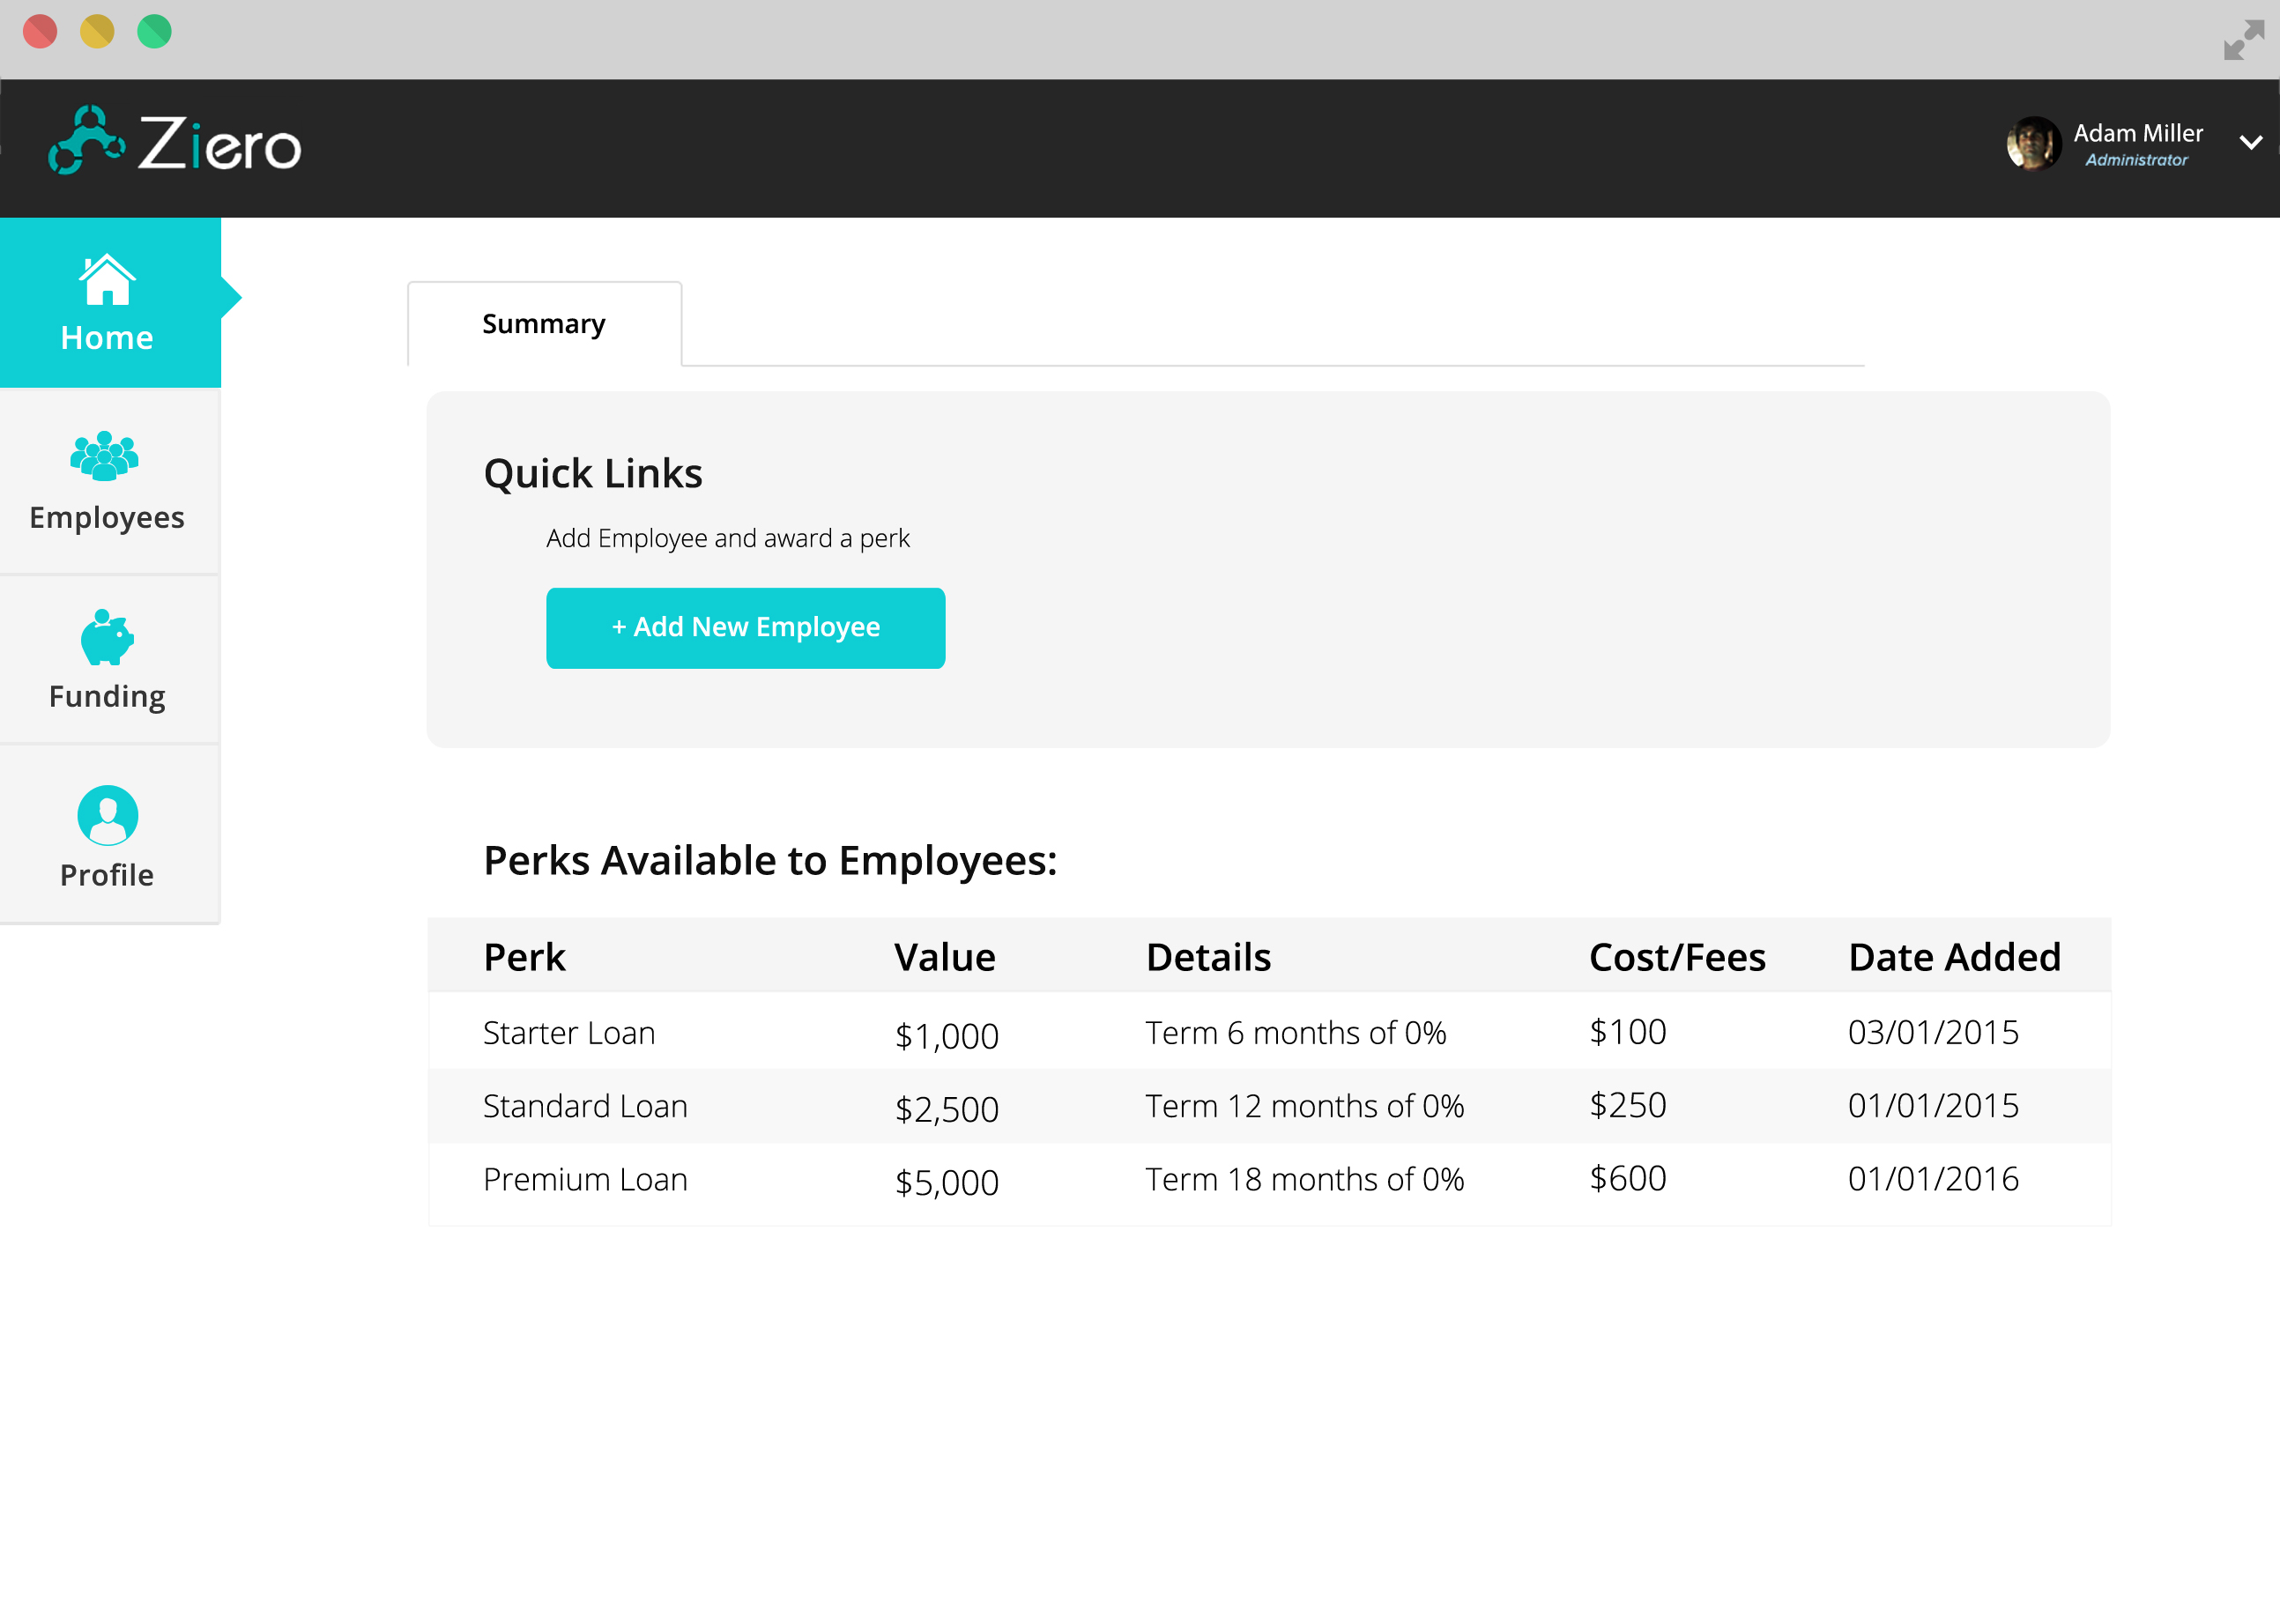 Ziero
Adam Miller
Administrator
Home
Employees
Funding
Profile
Summary
Quick Links
Add Employee and award a perk
+ Add New Employee
Perks Available to Employees:
Perk Value Details Cost/Fees Date Added
Starter Loan $1,000 Term 6 months of 0% $100 03/01/2015
Standard Loan $2,500 Term 12 months of 0% $250 01/01/2015
Premium Loan $5,000 Term 18 months of 0% $600 01/01/2016